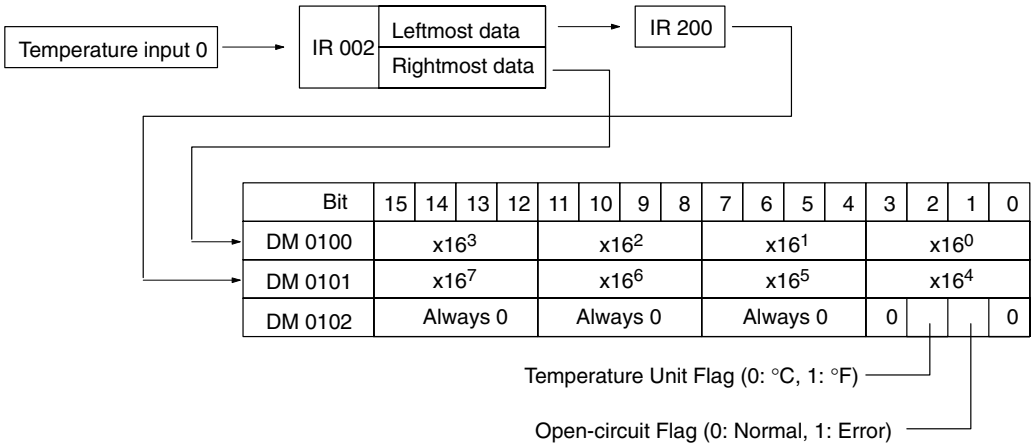 Temperature input 0
IR 002
Leftmost data
Rightmost data
IR 200
Bit 15 14 13 12 11 10 9 8 7 6 5 4 3 2 1 0
DM 0100 x16³ x16² x16¹ x16⁰
DM 0101 x16⁷ x16⁶ x16⁵ x16⁴
DM 0102 Always 0 Always 0 Always 0 0 0
Temperature Unit Flag (0: °C, 1: °F)
Open-circuit Flag (0: Normal, 1: Error)